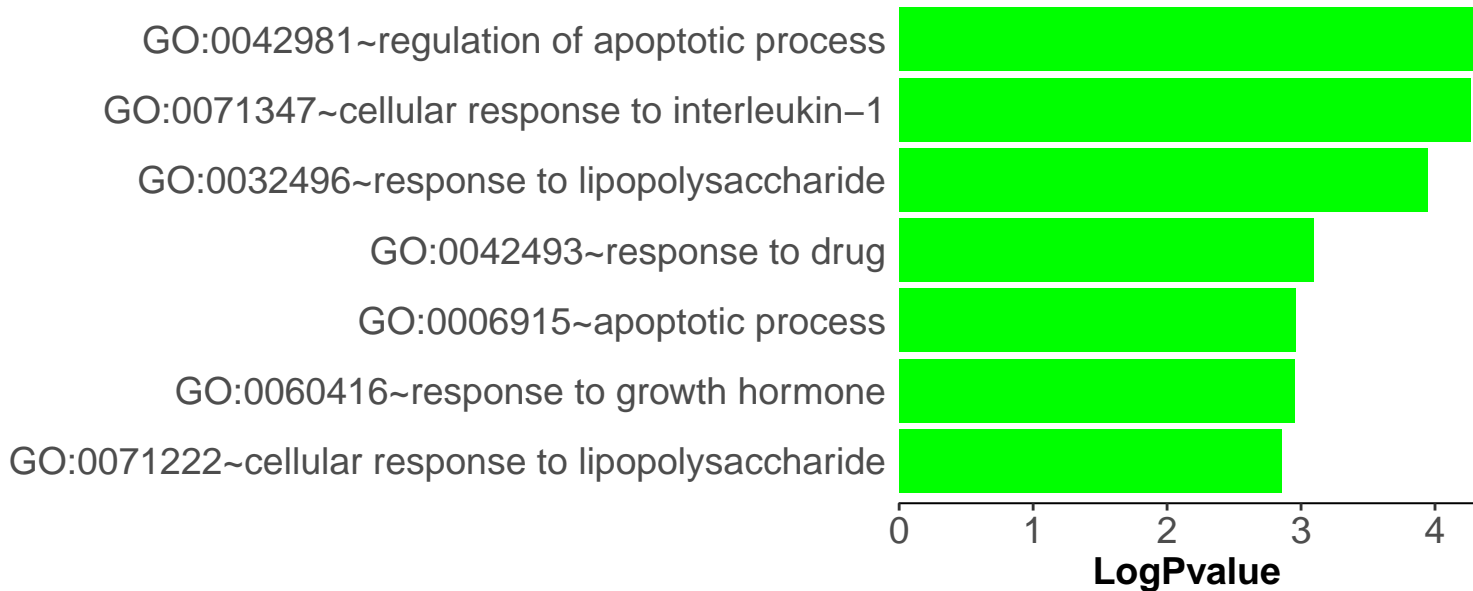 GO:0042981~regulation of apoptotic process
GO:0071347~cellular response to interleukin−1
GO:0032496~response to lipopolysaccharide
GO:0042493~response to drug
GO:0006915~apoptotic process
GO:0060416~response to growth hormone
GO:0071222~cellular response to lipopolysaccharide
0 1 2 3 4
LogPvalue